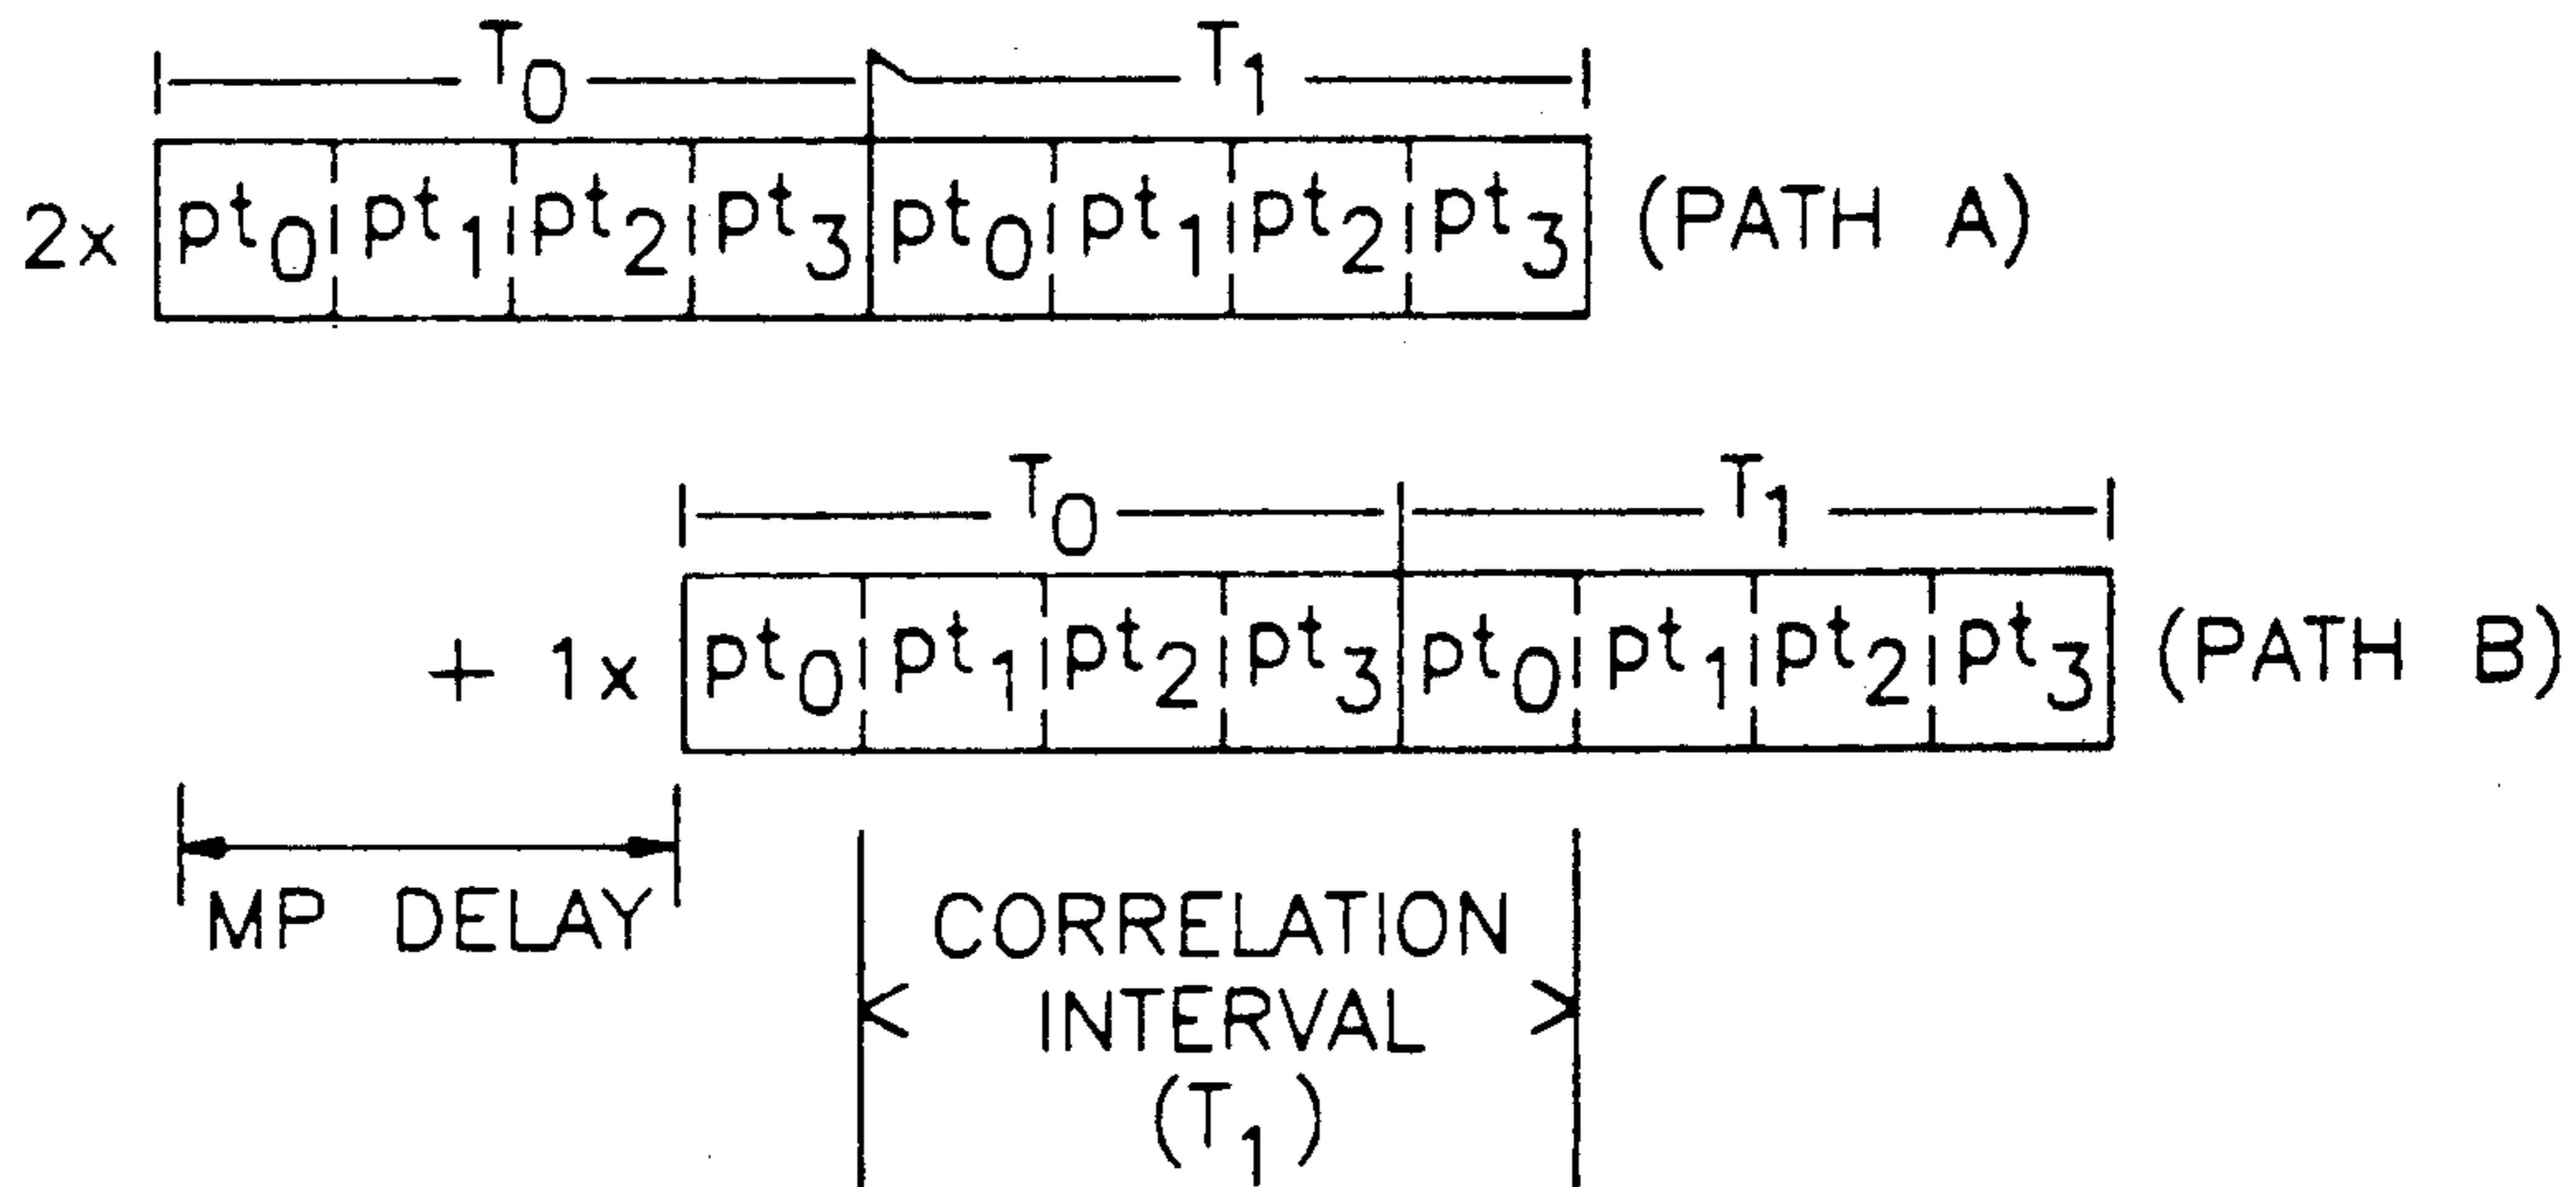 T0 T1
2x pt0 pt1 pt2 pt3 pt0 pt1 pt2 pt3 (PATH A)
T0 T1
+ 1x pt0 pt1 pt2 pt3 pt0 pt1 pt2 pt3 (PATH B)
MP DELAY
CORRELATION
INTERVAL
(T1)